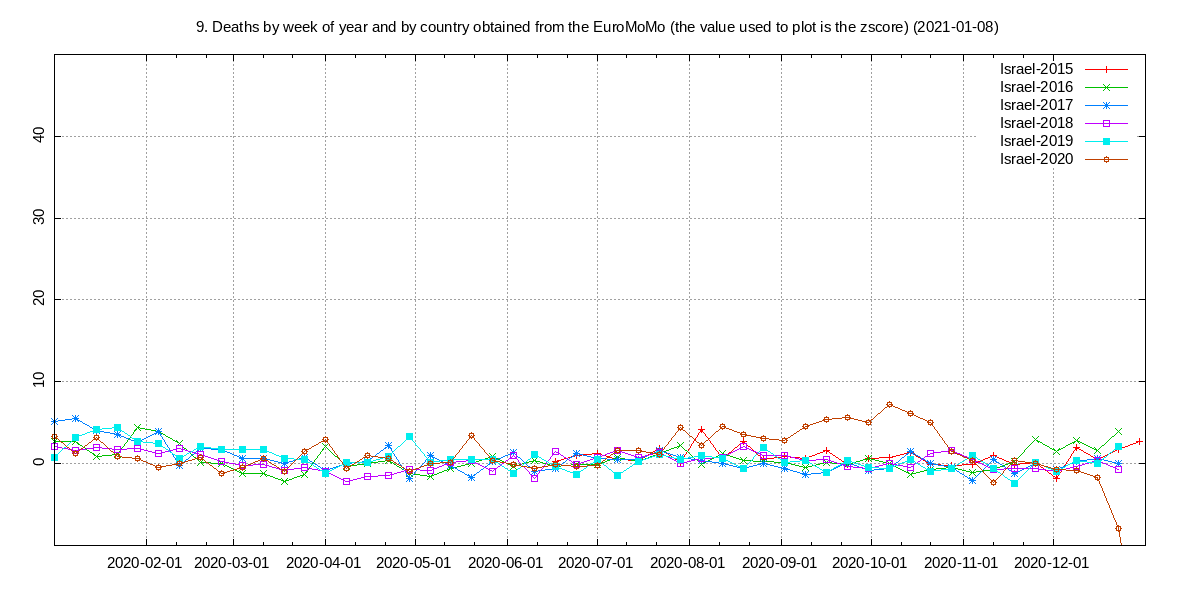 9. Deaths by week of year and by country obtained from the EuroMoMo (the value used to plot is the zscore) (2021-01-08)
Israel-2015
Israel-2016
Israel-2017
Israel-2018
Israel-2019
Israel-2020
40
30
20
10
0
2020-02-01 2020-03-01 2020-04-01 2020-05-01 2020-06-01 2020-07-01 2020-08-01 2020-09-01 2020-10-01 2020-11-01 2020-12-01